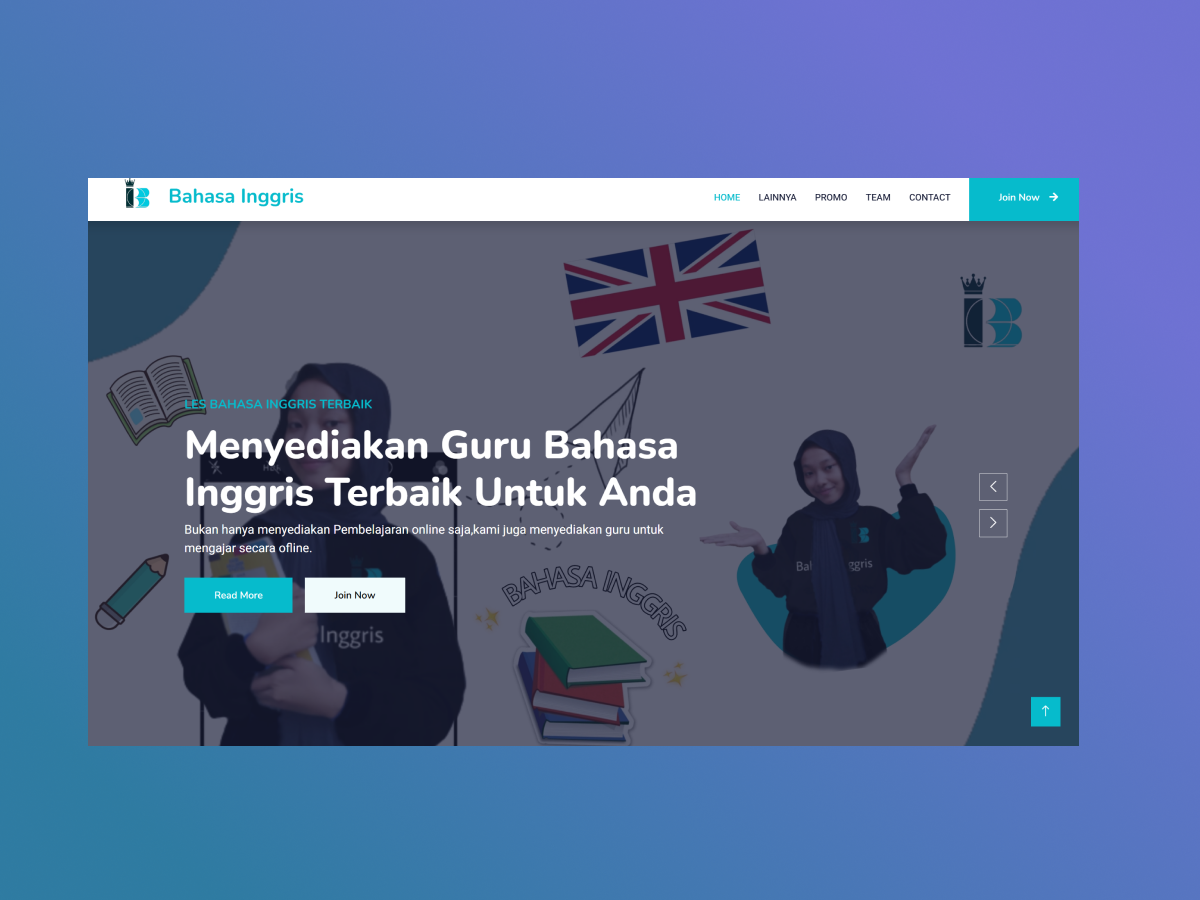 Bahasa Inggris
HOME LAINNYA PROMO TEAM CONTACT Join Now
LES BAHASA INGGRIS TERBAIK
Menyediakan Guru Bahasa
Inggris Terbaik Untuk Anda
Bukan hanya menyediakan Pembelajaran online saja,kami juga menyediakan guru untuk
mengajar secara ofline.
Read More Join Now
BAHASA INGGRIS
Inggris